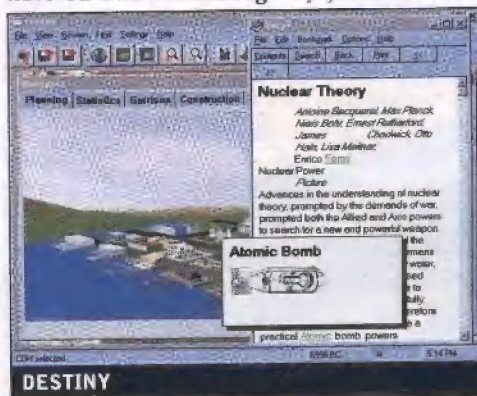 File View Screen Find Settings Help
Planning Statistics Garrison Construction
File Edit Bookmark Options Help
Contents Search Back Print <<
>>
Nuclear Theory
Antoine Becquerel, Max Planck,
Niels Bohr, Ernest Rutherford,
James Chadwick, Otto
Hahn, Lisa Meitner,
Enrico Fermi
Nuclear Power
Picture
Advances in the understanding of nuclear
theory, prompted by the demands of war,
prompted both the Allied and Axis powers
to search for a new and powerful weapon
Atomic Bomb
practical Atomic bomb powers
5:14 PM
DESTINY